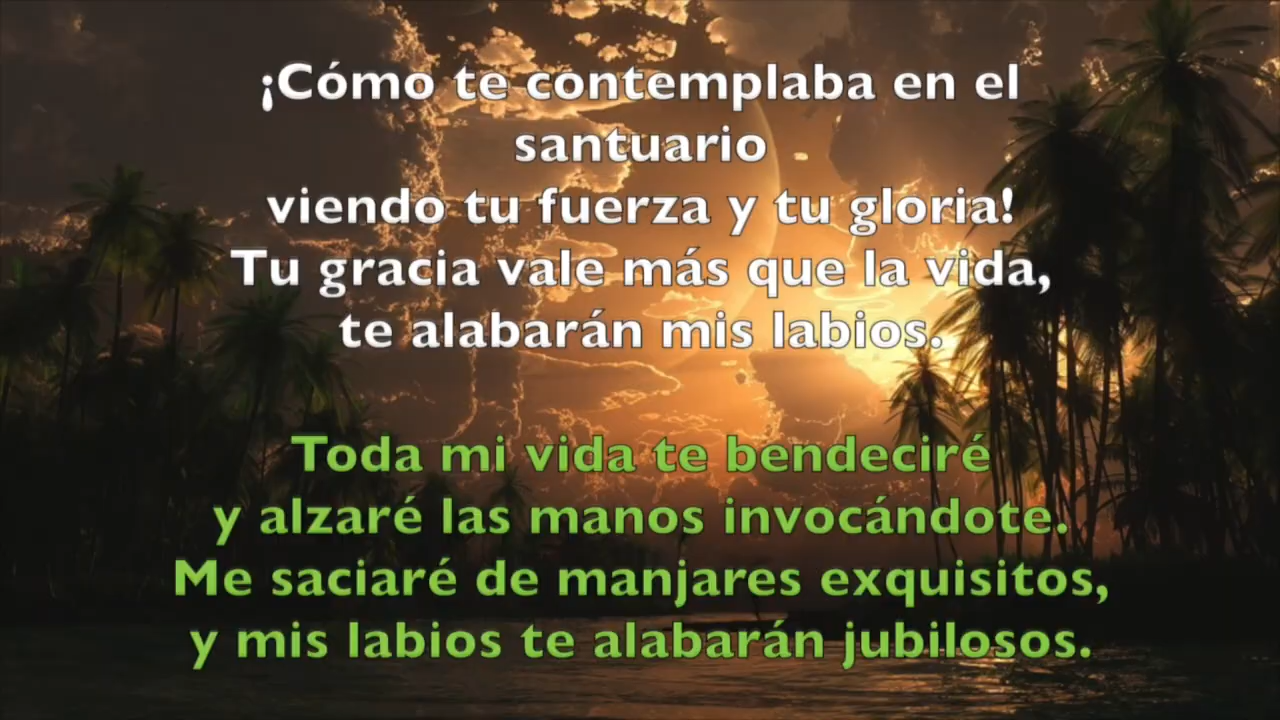 ¡Cómo te contemplaba en el
santuario
viendo tu fuerza y tu gloria!
Tu gracia vale más que la vida,
te alabarán mis labios.
Toda mi vida te bendeciré
y alzaré las manos invocándote.
Me saciaré de manjares exquisitos,
y mis labios te alabarán jubilosos.